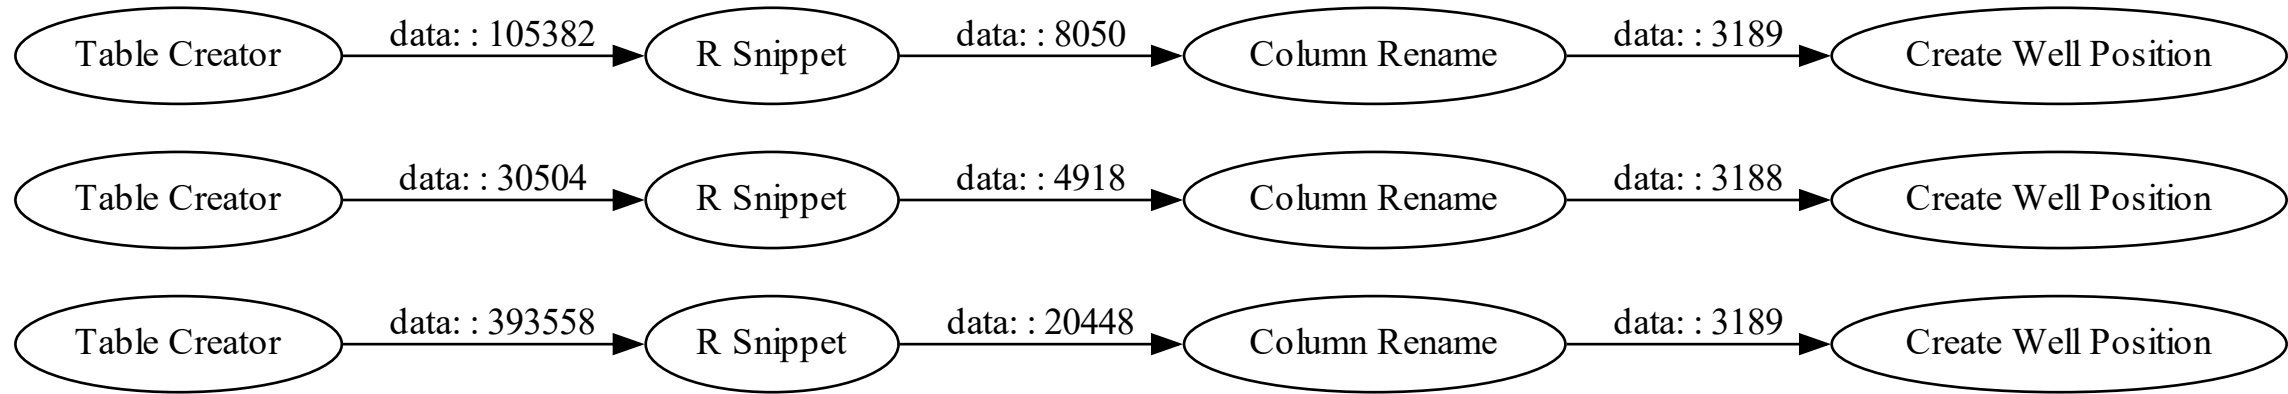 Table Creator data: : 105382 R Snippet data: : 8050 Column Rename data: : 3189 Create Well Position
Table Creator data: : 30504 R Snippet data: : 4918 Column Rename data: : 3188 Create Well Position
Table Creator data: : 393558 R Snippet data: : 20448 Column Rename data: : 3189 Create Well Position